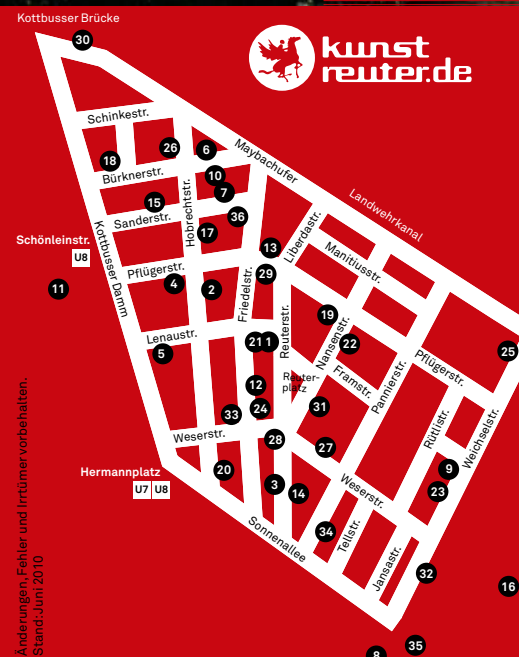 Kottbusser Brücke
30
kunst
reuter.de
Schinkestr.
Maybachufer
26
6
18
Bürknerstr.
10
7
Landwehrkanal
15
Sanderstr.
Hobrechtstr.
36
Liberdastr.
17
13
Manitiusstr.
Schönleinstr.
U8
Kottbusser Damm
Pflügerstr.
29
11
4
2
Friedelstr.
19
Nansenstr.
Reuterstr.
22
Pannierstr.
Pflügerstr.
25
Lenaustr.
5
21
1
Framstr.
12
Reuter-
platz
31
Rütlistr.
Weichselstr.
33
24
Weserstr.
28
27
9
Hermannplatz
U7
U8
20
3
14
Weserstr.
23
34
Tellstr.
Sonnenallee
Jansastr.
32
16
35
8
Änderungen, Fehler und Irrtümer vorbehalten.
Stand: Juni 2010